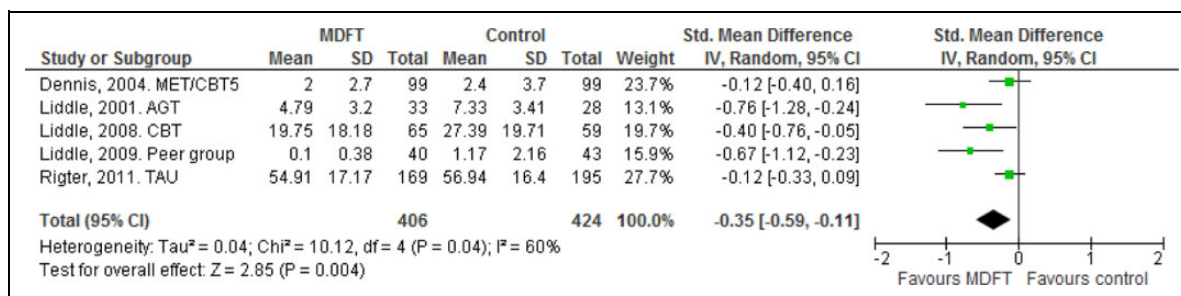 MDFT Control Std. Mean Difference Std. Mean Difference
Study or Subgroup Mean SD Total Mean SD Total Weight IV, Random, 95% CI IV, Random, 95% CI
Dennis, 2004. MET/CBT5 2 2.7 99 2.4 3.7 99 23.7% -0.12 [-0.40, 0.16]
Liddle, 2001. AGT 4.79 3.2 33 7.33 3.41 28 13.1% -0.76 [-1.28, -0.24]
Liddle, 2008. CBT 19.75 18.18 65 27.39 19.71 59 19.7% -0.40 [-0.76, -0.05]
Liddle, 2009. Peer group 0.1 0.38 40 1.17 2.16 43 15.9% -0.67 [-1.12, -0.23]
Rigter, 2011. TAU 54.91 17.17 169 56.94 16.4 195 27.7% -0.12 [-0.33, 0.09]
Total (95% CI) 406 424 100.0% -0.35 [-0.59, -0.11]
Heterogeneity: Tau² = 0.04; Chi² = 10.12, df = 4 (P = 0.04); I² = 60%
Test for overall effect: Z = 2.85 (P = 0.004)
-2 -1 0 1 2
Favours MDFT Favours control